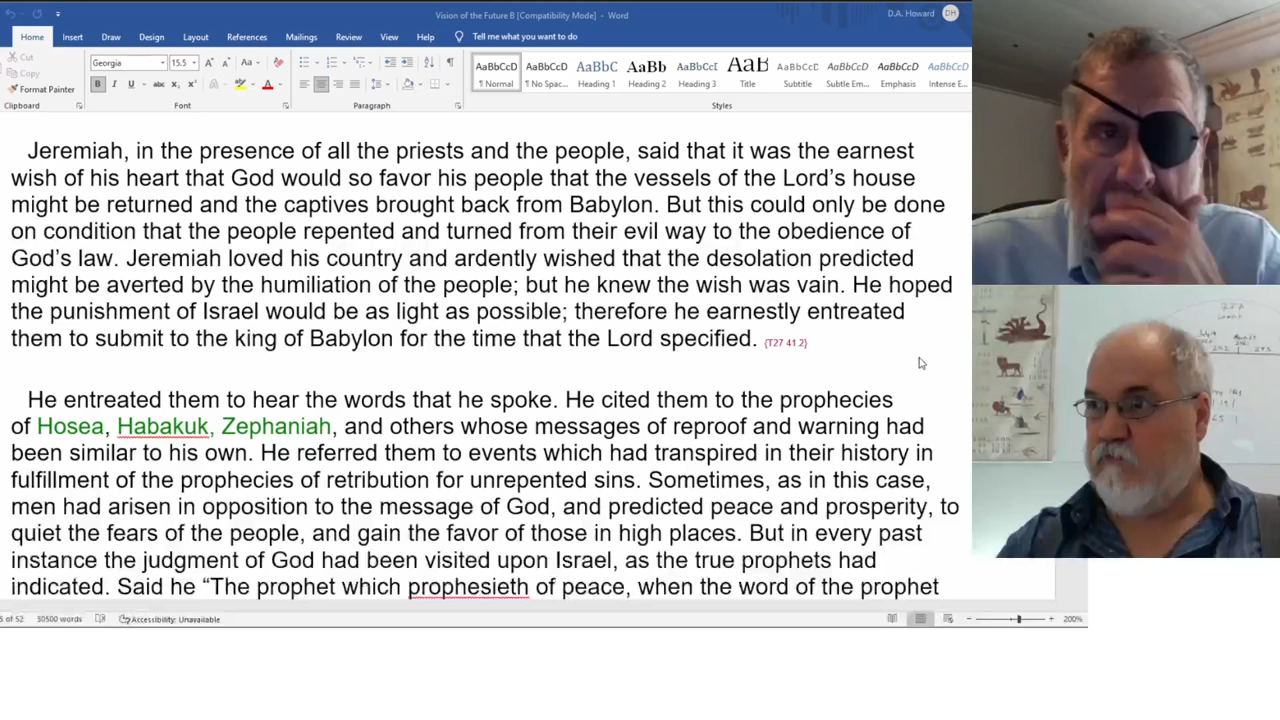 Vision of the Future B [Compatibility Mode] - Word
D.A. Howard DH
Home Insert Draw Design Layout References Mailings Review View Help Tell me what you want to do
Cut
Copy
Format Painter
Georgia 15.5
AaBbCcD AaBbCcD AaBbC AaBb AaBbCcI AaB AaBbCcD AaBbCcD AaBbCcD AaBbCcD
¶ Normal ¶ No Spac... Heading 1 Heading 2 Heading 3 Title Subtitle Subtle Em... Emphasis Intense E...
Clipboard Font Paragraph Styles
Jeremiah, in the presence of all the priests and the people, said that it was the earnest
wish of his heart that God would so favor his people that the vessels of the Lord’s house
might be returned and the captives brought back from Babylon. But this could only be done
on condition that the people repented and turned from their evil way to the obedience of
God’s law. Jeremiah loved his country and ardently wished that the desolation predicted
might be averted by the humiliation of the people; but he knew the wish was vain. He hoped
the punishment of Israel would be as light as possible; therefore he earnestly entreated
them to submit to the king of Babylon for the time that the Lord specified. {T27 41.2}
He entreated them to hear the words that he spoke. He cited them to the prophecies
of Hosea, Habakuk, Zephaniah, and others whose messages of reproof and warning had
been similar to his own. He referred them to events which had transpired in their history in
fulfillment of the prophecies of retribution for unrepented sins. Sometimes, as in this case,
men had arisen in opposition to the message of God, and predicted peace and prosperity, to
quiet the fears of the people, and gain the favor of those in high places. But in every past
instance the judgment of God had been visited upon Israel, as the true prophets had
indicated. Said he “The prophet which prophesieth of peace, when the word of the prophet
of 52 30500 words Accessibility: Unavailable 200%